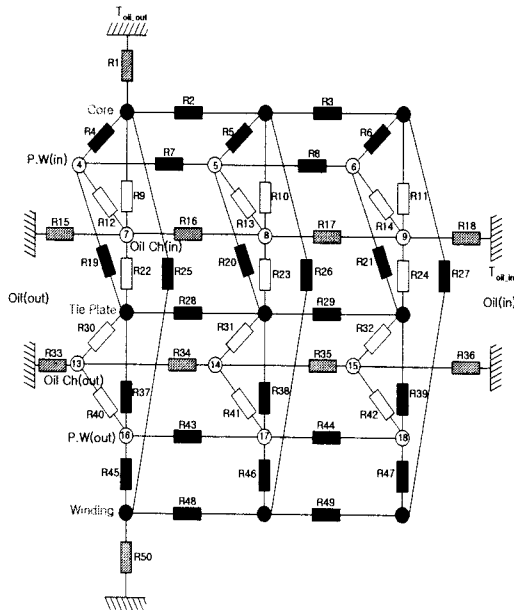 Toil_out
R1
Core
R2
R3
R4
R5
R6
P.W(in)
4
R7
5
R8
6
R9
R10
R11
R12
R13
R14
R15
7
R16
8
R17
9
R18
Oil Ch(in)
R19
R22
R25
R20
R23
R26
R21
R24
R27
Toil_in
Oil(out)
Oil(in)
Tie Plate
R28
R29
R30
R31
R32
R33
13
R34
14
R35
15
R36
Oil Ch(out)
R37
R38
R39
R40
R41
R42
P.W(out)
16
R43
17
R44
18
R45
R46
R47
Winding
R48
R49
R50